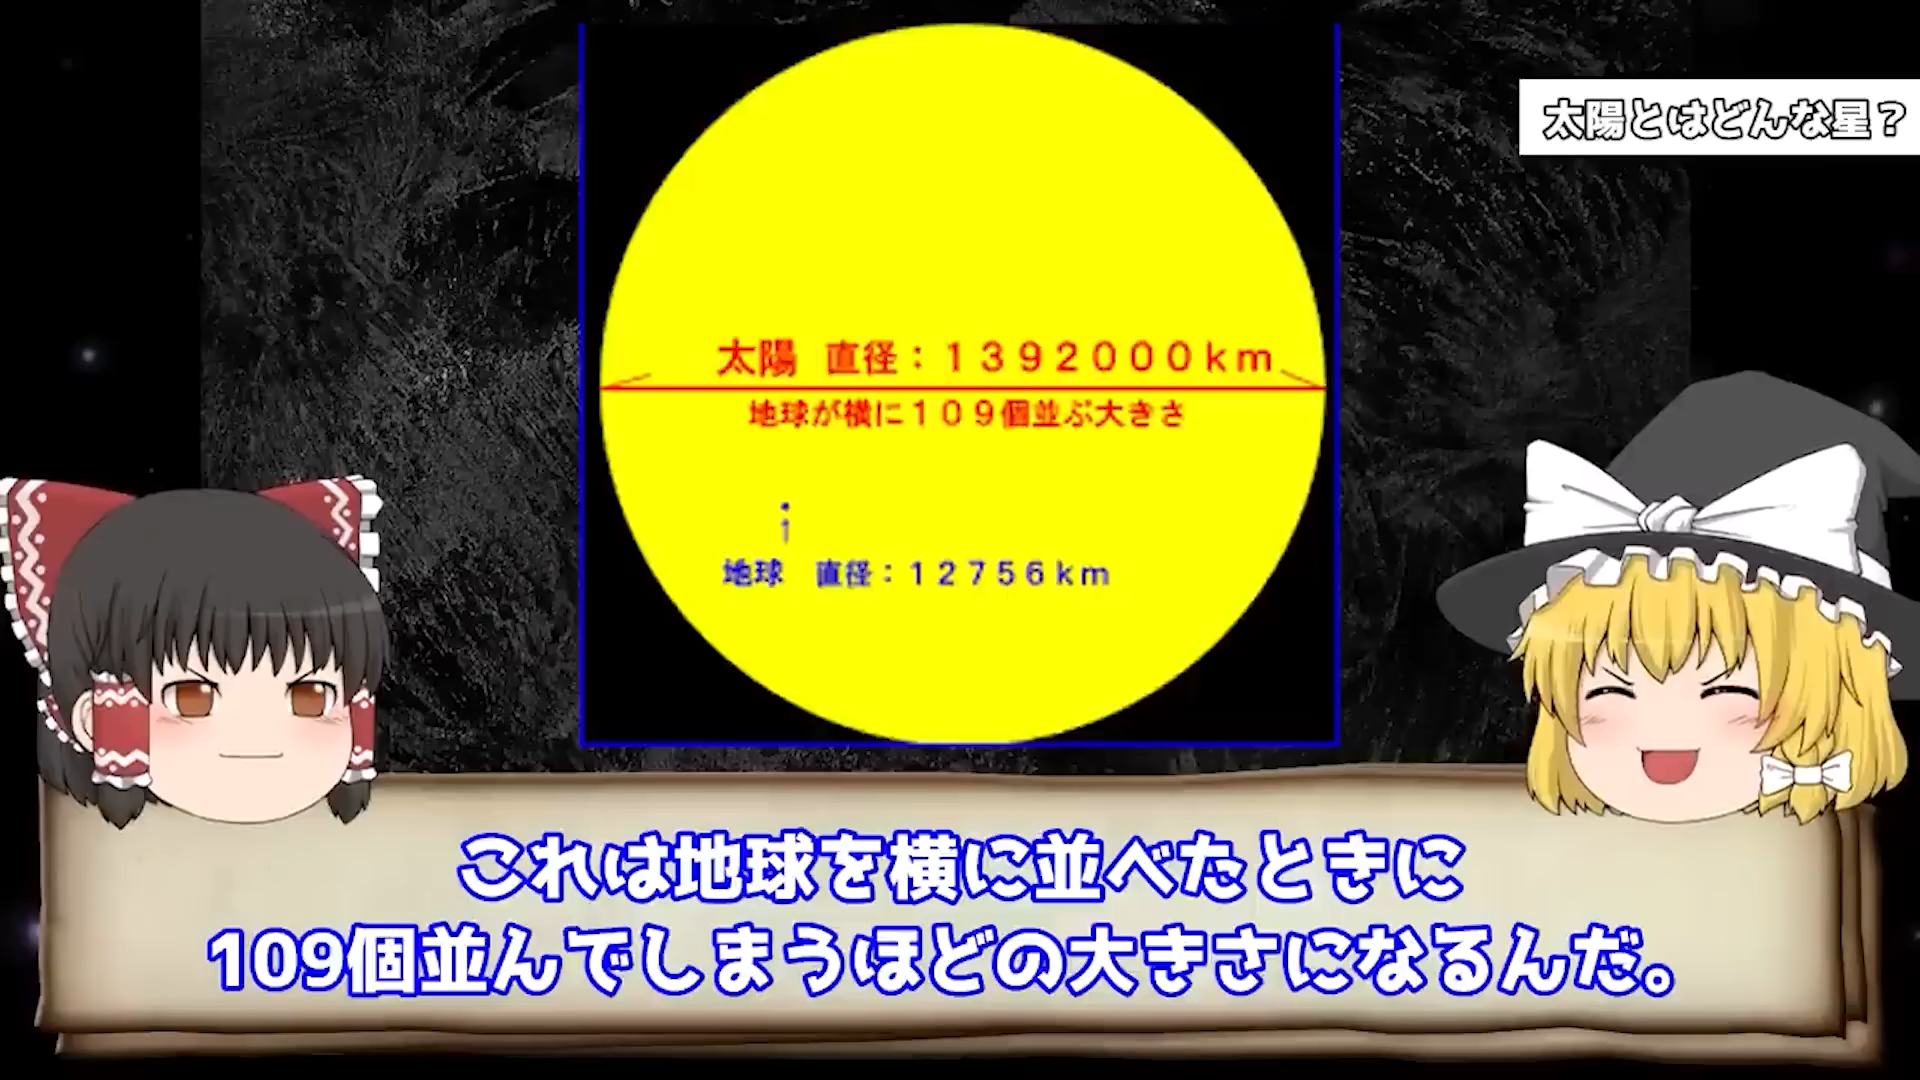 太陽とはどんな星？
太陽　直径：１３９２０００ｋｍ
地球が横に１０９個並ぶ大きさ
地球　直径：１２７５６ｋｍ
これは地球を横に並べたときに
109個並んでしまうほどの大きさになるんだ。